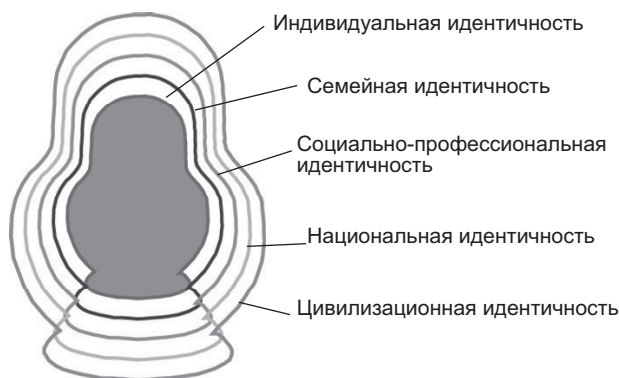 Индивидуальная идентичность
Семейная идентичность
Социально-профессиональная
идентичность
Национальная идентичность
Цивилизационная идентичность